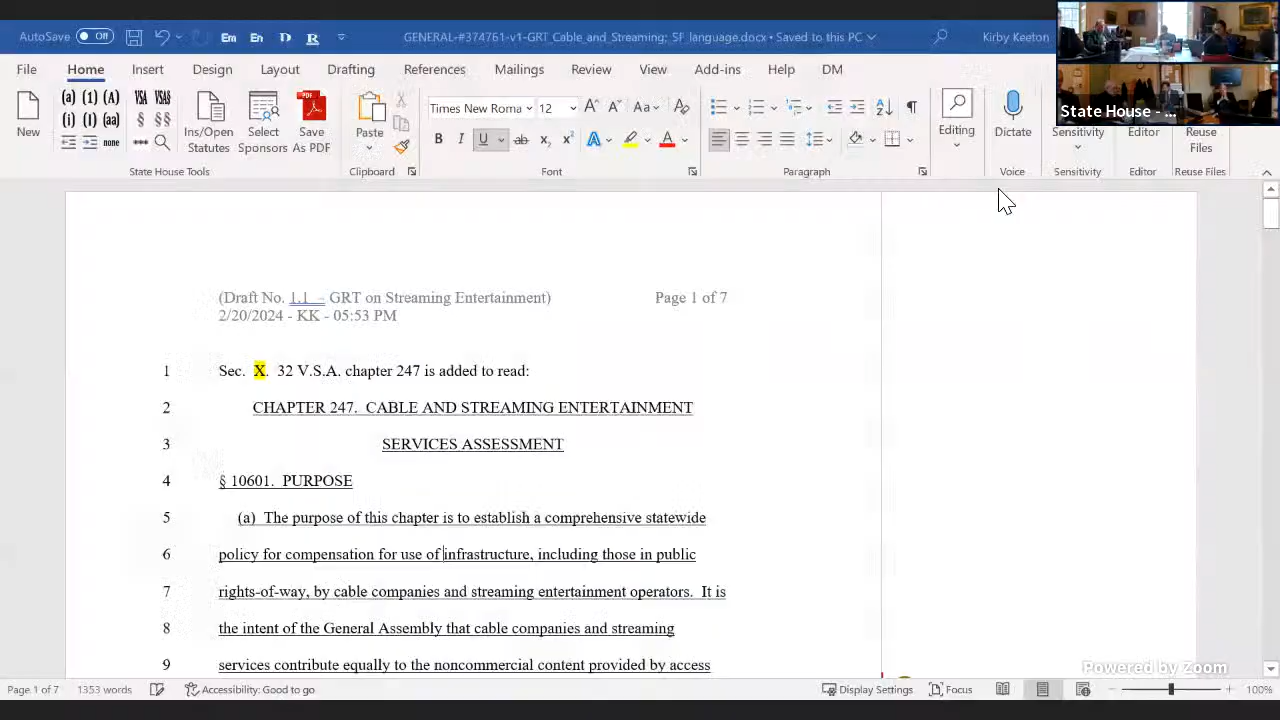 AutoSave Off GENERAL-#374761-v1-GRT Cable_and_Streaming; SF_language.docx • Saved to this PC Kirby Keeton
File Home Insert Design Layout Drafting References Mailings Review View Add-ins Help DM
State House - ...
(a) (1) (A) VSA VSA§ Times New Roma 12
(i) (I) (aa) § §§
New none Ins/Open Statutes Select Sponsors Save As PDF Paste Editing Dictate Sensitivity Editor Reuse Files
State House Tools Clipboard Font Paragraph Voice Sensitivity Editor Reuse Files
(Draft No. 1.1 – GRT on Streaming Entertainment) Page 1 of 7
2/20/2024 - KK - 05:53 PM
1 Sec. X. 32 V.S.A. chapter 247 is added to read:
2 CHAPTER 247. CABLE AND STREAMING ENTERTAINMENT
3 SERVICES ASSESSMENT
4 § 10601. PURPOSE
5 (a) The purpose of this chapter is to establish a comprehensive statewide
6 policy for compensation for use of infrastructure, including those in public
7 rights-of-way, by cable companies and streaming entertainment operators. It is
8 the intent of the General Assembly that cable companies and streaming
9 services contribute equally to the noncommercial content provided by access
Powered by Zoom
Page 1 of 7 1353 words Accessibility: Good to go Display Settings Focus 100%